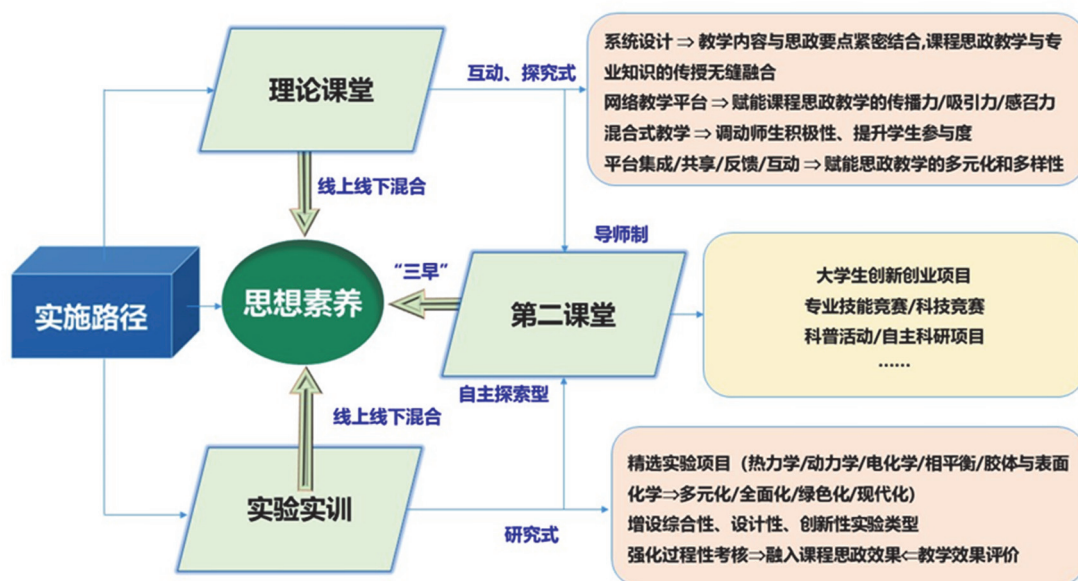 理论课堂
互动、探究式
系统设计 ⇒ 教学内容与思政要点紧密结合,课程思政教学与专
业知识的传授无缝融合
网络教学平台 ⇒ 赋能课程思政教学的传播力/吸引力/感召力
混合式教学 ⇒ 调动师生积极性、提升学生参与度
平台集成/共享/反馈/互动 ⇒ 赋能思政教学的多元化和多样性
线上线下混合
导师制
实施路径
思想素养
“三早”
第二课堂
大学生创新创业项目
专业技能竞赛/科技竞赛
科普活动/自主科研项目
……
自主探索型
线上线下混合
实验实训
研究式
精选实验项目（热力学/动力学/电化学/相平衡/胶体与表面
化学⇒多元化/全面化/绿色化/现代化)
增设综合性、设计性、创新性实验类型
强化过程性考核⇒融入课程思政效果⇐教学效果评价